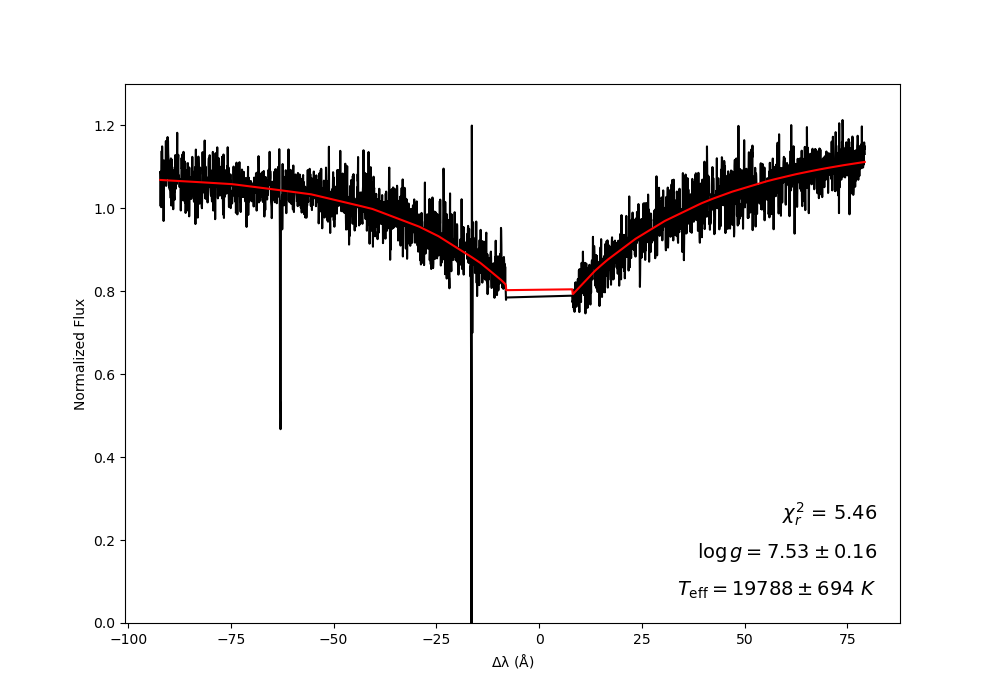 1.2
1.0
0.8
0.6
0.4
0.2
0.0
Normalized Flux
χ²ᵣ = 5.46
log g = 7.53 ± 0.16
T_eff = 19788 ± 694 K
−100 −75 −50 −25 0 25 50 75
Δλ (Å)